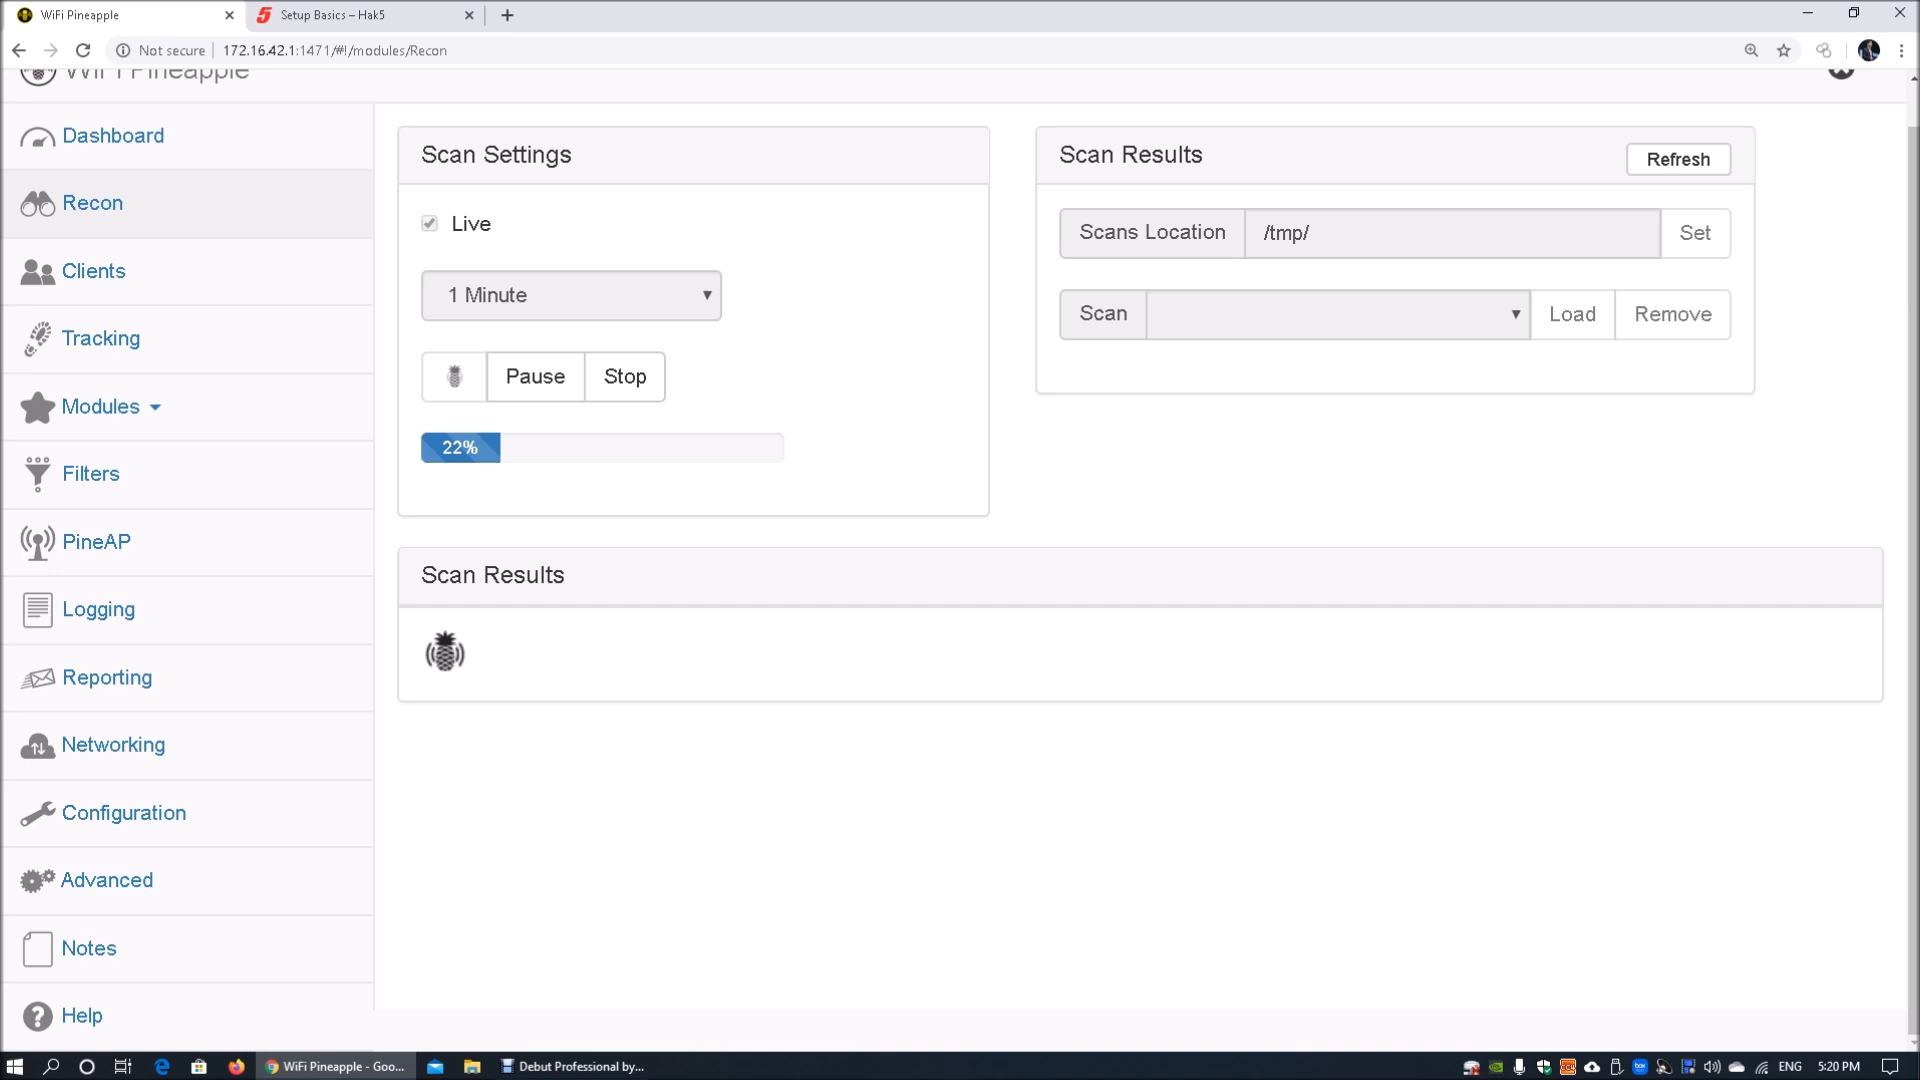 WiFi Pineapple
Setup Basics – Hak5
Not secure
172.16.42.1:1471/#!/modules/Recon
WiFi Pineapple
Dashboard
Recon
Clients
Tracking
Modules
Filters
PineAP
Logging
Reporting
Networking
Configuration
Advanced
Notes
Help
Scan Settings
Live
1 Minute
Pause
Stop
22%
Scan Results
Refresh
Scans Location
/tmp/
Set
Scan
Load
Remove
Scan Results
WiFi Pineapple - Goo...
Debut Professional by...
ENG
5:20 PM